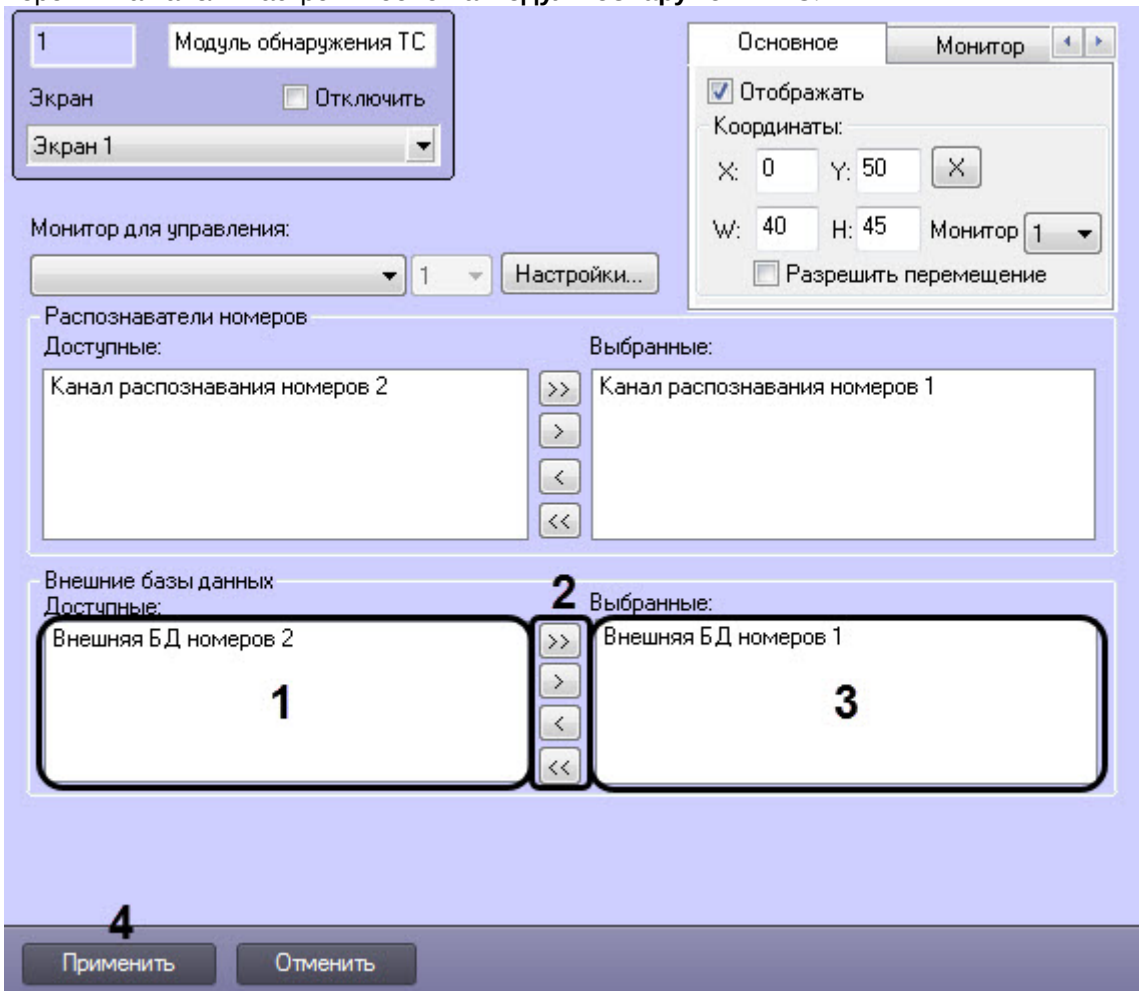 1 Модуль обнаружения ТС
Экран Отключить
Экран 1
Основное Монитор
Отображать
Координаты:
X: 0 Y: 50 X
W: 40 H: 45 Монитор 1
Разрешить перемещение
Монитор для управления:
1 Настройки...
Распознаватели номеров
Доступные: Выбранные:
Канал распознавания номеров 2 >> Канал распознавания номеров 1
>
<
<<
Внешние базы данных
Доступные: 2 Выбранные:
Внешняя БД номеров 2 >> Внешняя БД номеров 1
1 > 3
<
<<
4
Применить Отменить